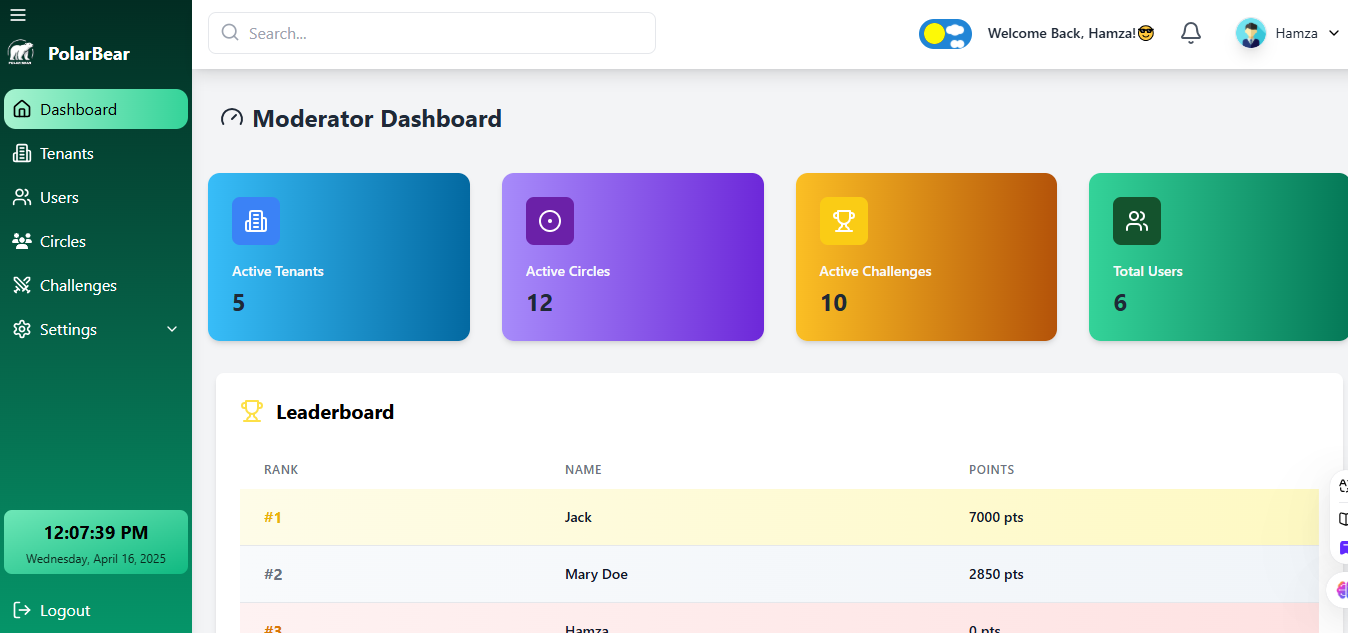 PolarBear
Dashboard
Tenants
Users
Circles
Challenges
Settings
12:07:39 PM
Wednesday, April 16, 2025
Logout
Search...
Welcome Back, Hamza!😎
Hamza
Moderator Dashboard
Active Tenants
5
Active Circles
12
Active Challenges
10
Total Users
6
Leaderboard
RANK NAME POINTS
#1 Jack 7000 pts
#2 Mary Doe 2850 pts
#3 Hamza 0 pts